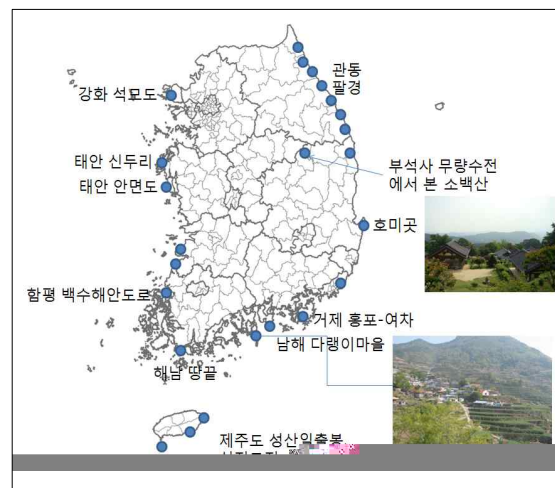 관동
팔경
강화 석모도
태안 신두리
태안 안면도
부석사 무량수전
에서 본 소백산
호미곶
함평 백수해안도로
거제 홍포-여차
남해 다랭이마을
해남 땅끝
제주도 성산일출봉